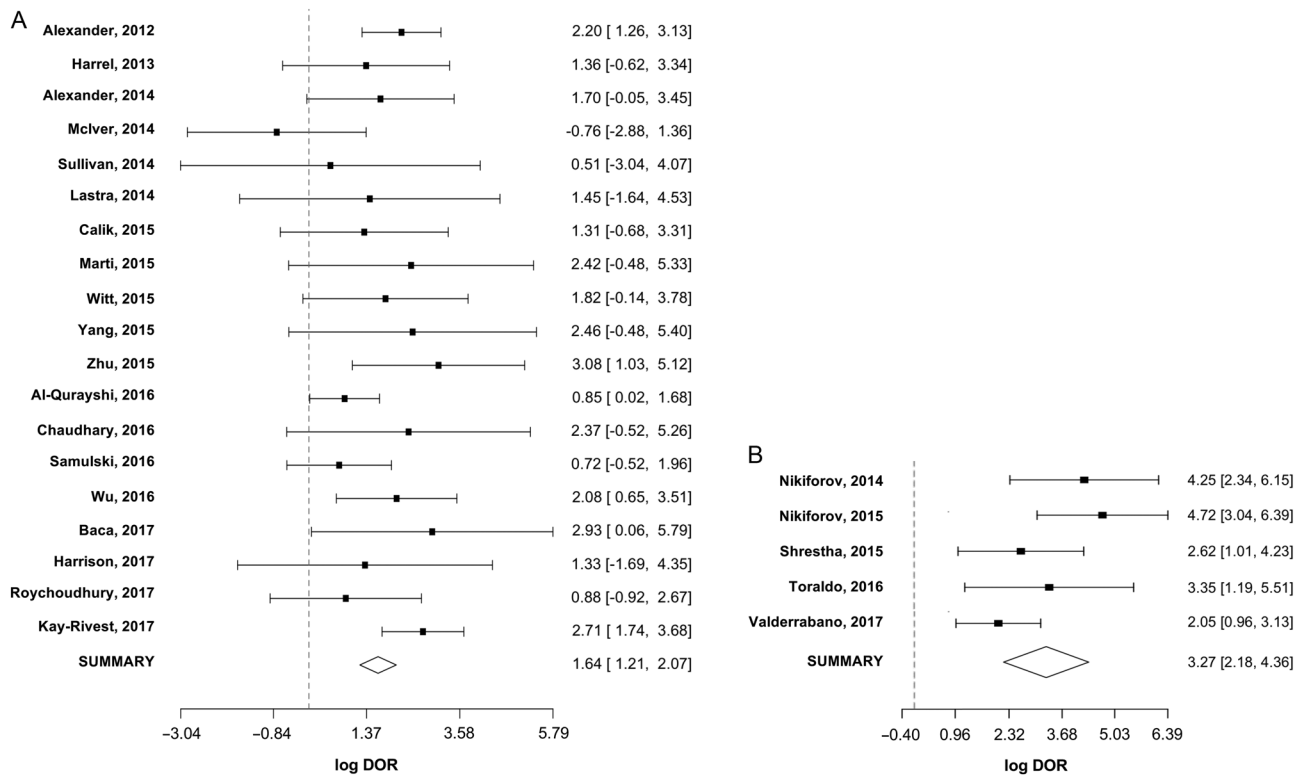 A
Alexander, 2012 2.20 [ 1.26, 3.13]
Harrel, 2013 1.36 [-0.62, 3.34]
Alexander, 2014 1.70 [-0.05, 3.45]
McIver, 2014 -0.76 [-2.88, 1.36]
Sullivan, 2014 0.51 [-3.04, 4.07]
Lastra, 2014 1.45 [-1.64, 4.53]
Calik, 2015 1.31 [-0.68, 3.31]
Marti, 2015 2.42 [-0.48, 5.33]
Witt, 2015 1.82 [-0.14, 3.78]
Yang, 2015 2.46 [-0.48, 5.40]
Zhu, 2015 3.08 [ 1.03, 5.12]
Al-Qurayshi, 2016 0.85 [ 0.02, 1.68]
Chaudhary, 2016 2.37 [-0.52, 5.26]
Samulski, 2016 0.72 [-0.52, 1.96]
Wu, 2016 2.08 [ 0.65, 3.51]
Baca, 2017 2.93 [ 0.06, 5.79]
Harrison, 2017 1.33 [-1.69, 4.35]
Roychoudhury, 2017 0.88 [-0.92, 2.67]
Kay-Rivest, 2017 2.71 [ 1.74, 3.68]
SUMMARY 1.64 [ 1.21, 2.07]
−3.04 −0.84 1.37 3.58 5.79
log DOR
B
Nikiforov, 2014 4.25 [2.34, 6.15]
Nikiforov, 2015 4.72 [3.04, 6.39]
Shrestha, 2015 2.62 [1.01, 4.23]
Toraldo, 2016 3.35 [1.19, 5.51]
Valderrabano, 2017 2.05 [0.96, 3.13]
SUMMARY 3.27 [2.18, 4.36]
−0.40 0.96 2.32 3.68 5.03 6.39
log DOR